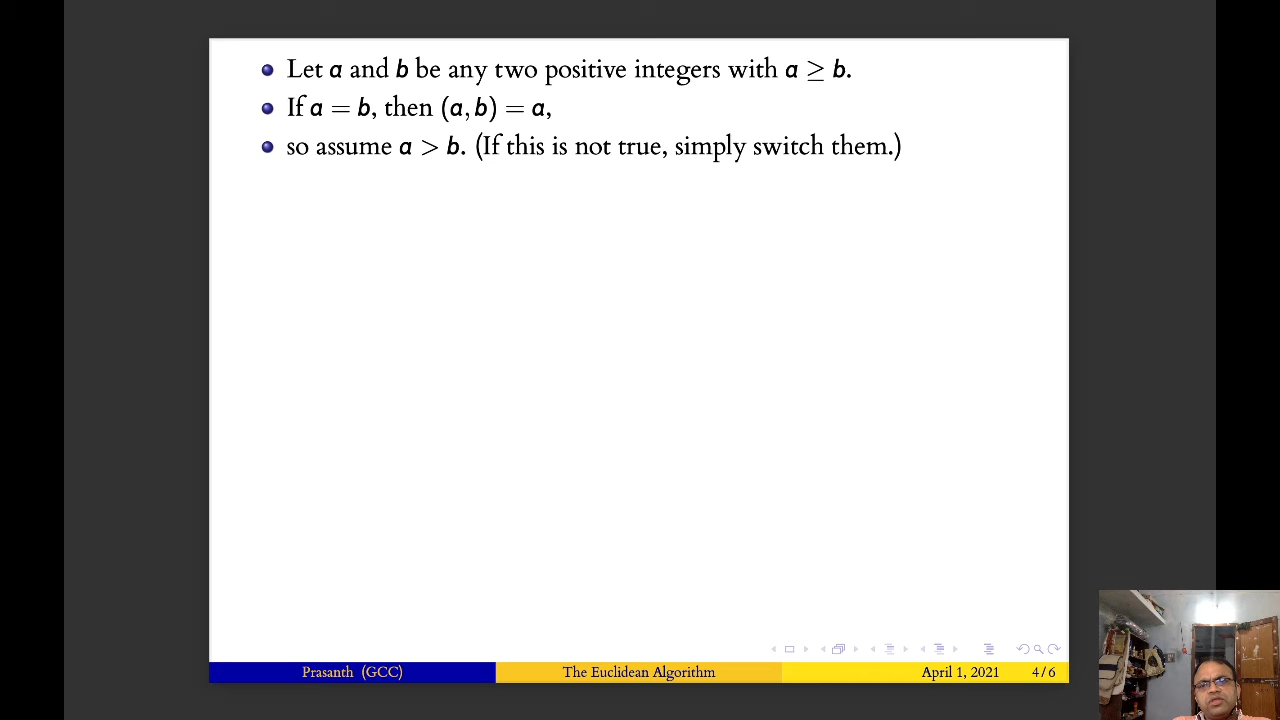 Let a and b be any two positive integers with a ≥ b.
If a = b, then (a, b) = a,
so assume a > b. (If this is not true, simply switch them.)
Prasanth (GCC) The Euclidean Algorithm April 1, 2021 4 / 6